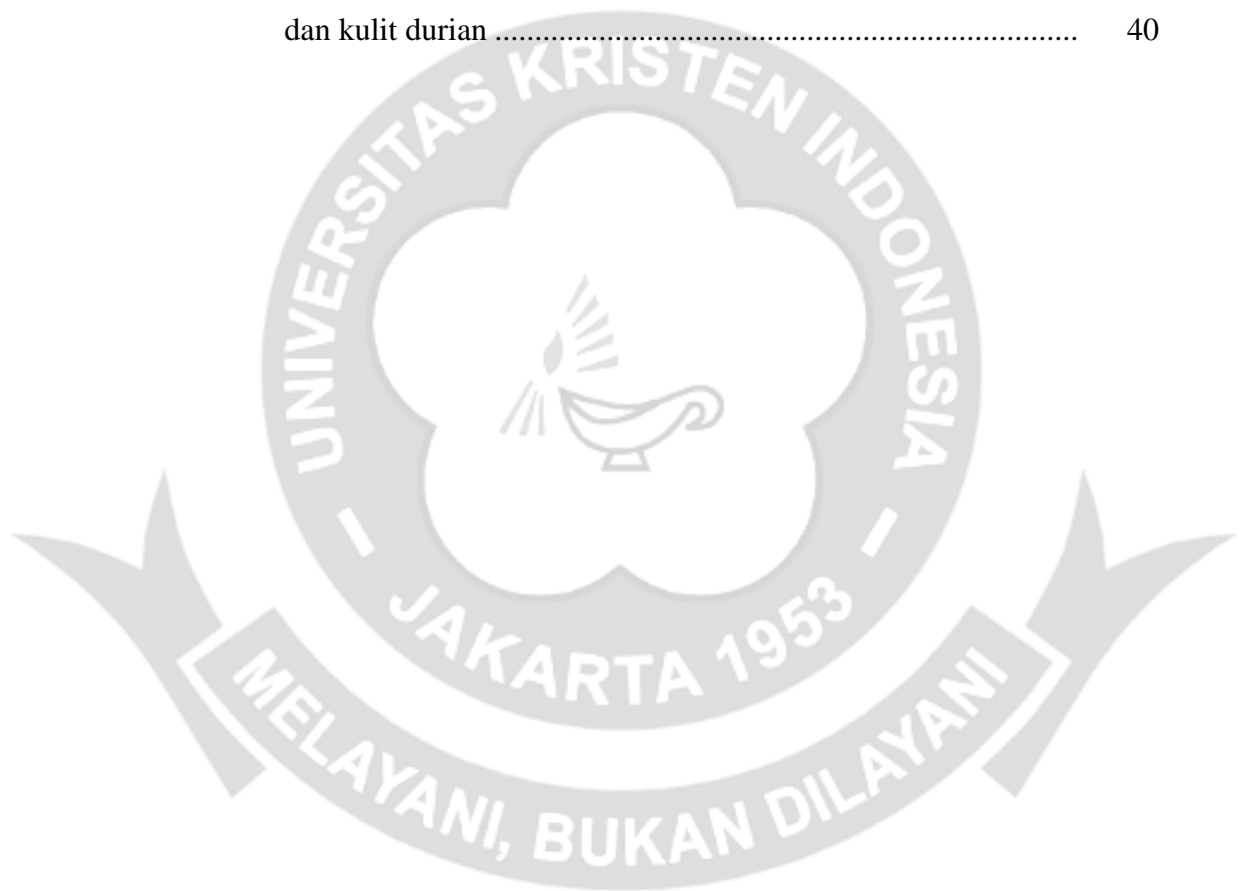 dan kulit durian ......................................................................... 40
UNIVERSITAS KRISTEN INDONESIA
JAKARTA 1953
MELAYANI, BUKAN DILAYANI